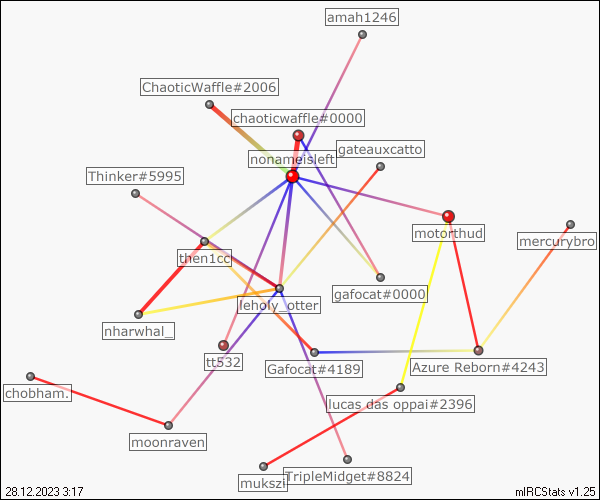 amah1246
ChaoticWaffle#2006
chaoticwaffle#0000
gateauxcatto
nonameisleft
Thinker#5995
motorthud
mercurybro
then1cc
gafocat#0000
leholy_otter
nharwhal_
tt532
Gafocat#4189
Azure Reborn#4243
chobham.
lucas das oppai#2396
moonraven
mukszi
TripleMidget#8824
28.12.2023 3:17
mIRCStats v1.25